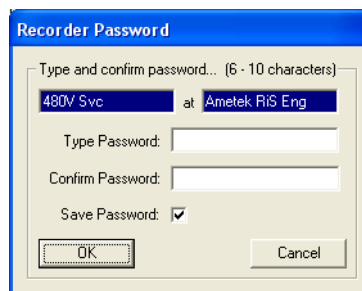 Recorder Password
Type and confirm password... (6 - 10 characters)
480V Svc at Ametek RiS Eng
Type Password:
Confirm Password:
Save Password:
OK Cancel